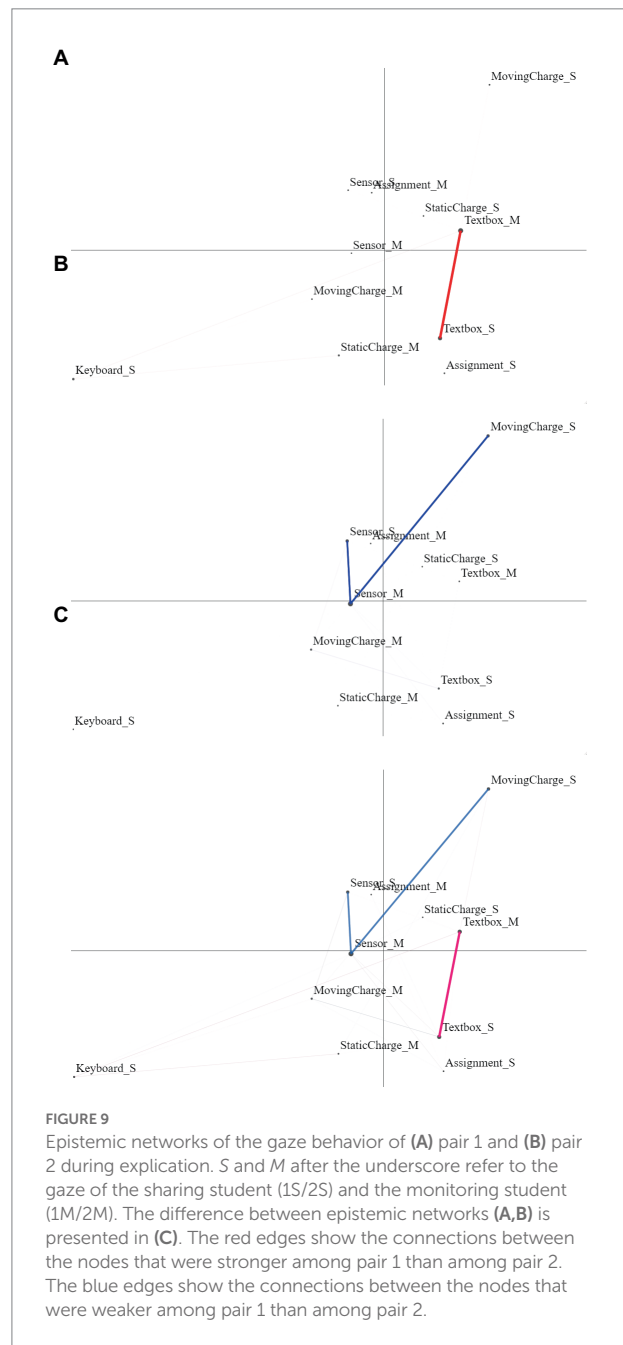 A
MovingCharge_S
Sensor_S
Assignment_M
StaticCharge_S
Textbox_M
Sensor_M
B
MovingCharge_M
Textbox_S
StaticCharge_M
Keyboard_S
Assignment_S
MovingCharge_S
Sensor_S
Assignment_M
StaticCharge_S
Textbox_M
Sensor_M
C
MovingCharge_M
Textbox_S
StaticCharge_M
Keyboard_S
Assignment_S
MovingCharge_S
Sensor_S
Assignment_M
StaticCharge_S
Textbox_M
Sensor_M
MovingCharge_M
Textbox_S
StaticCharge_M
Keyboard_S
Assignment_S
FIGURE 9
Epistemic networks of the gaze behavior of (A) pair 1 and (B) pair
2 during explication. S and M after the underscore refer to the
gaze of the sharing student (1S/2S) and the monitoring student
(1M/2M). The difference between epistemic networks (A,B) is
presented in (C). The red edges show the connections between
the nodes that were stronger among pair 1 than among pair 2.
The blue edges show the connections between the nodes that
were weaker among pair 1 than among pair 2.